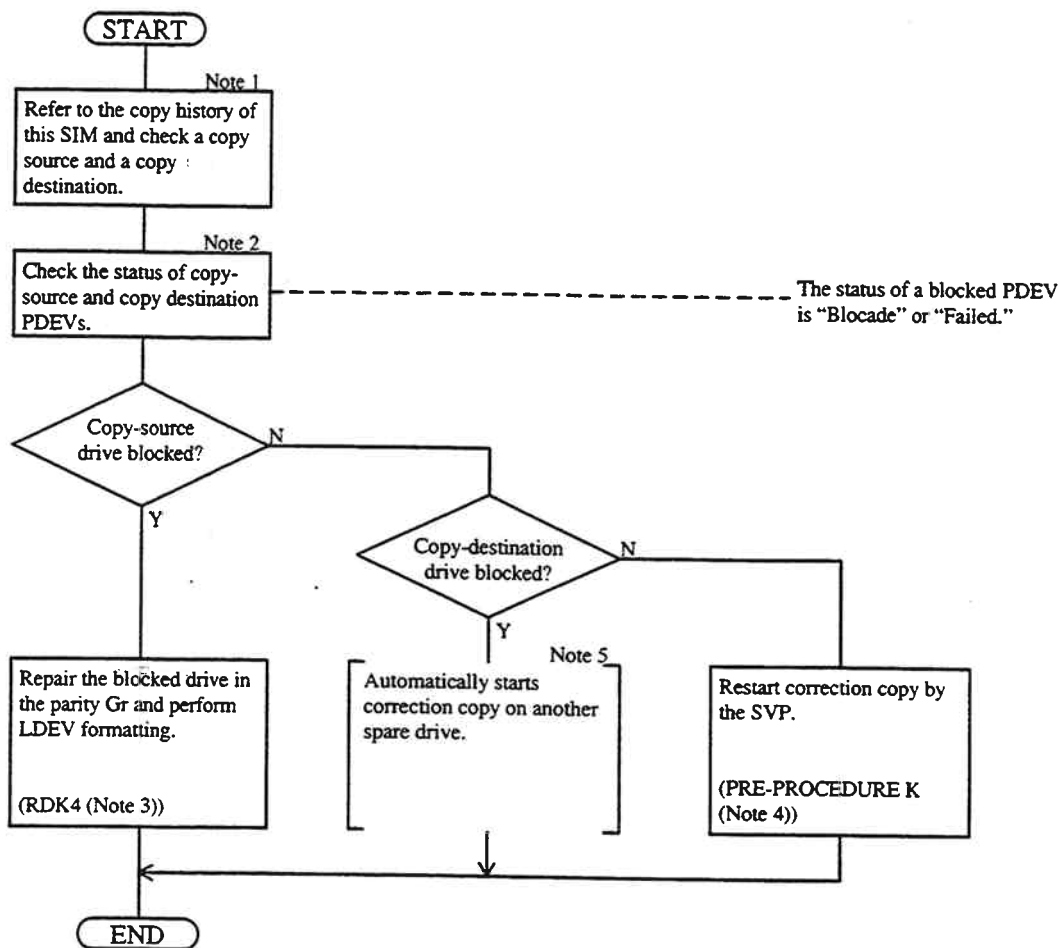 START
Note 1
Refer to the copy history of
this SIM and check a copy
source and a copy
destination.
Note 2
Check the status of copy-
source and copy destination
PDEVs.
The status of a blocked PDEV
is “Blocade” or “Failed.”
Copy-source
drive blocked?
N
Y
Copy-destination
drive blocked?
N
Y
Repair the blocked drive in
the parity Gr and perform
LDEV formatting.
(RDK4 (Note 3))
Note 5
Automatically starts
correction copy on another
spare drive.
Restart correction copy by
the SVP.
(PRE-PROCEDURE K
(Note 4))
END